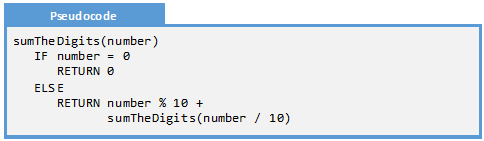 Pseudocode
sumTheDigits(number)
IF number = 0
RETURN 0
ELSE
RETURN number % 10 +
sumTheDigits(number / 10)